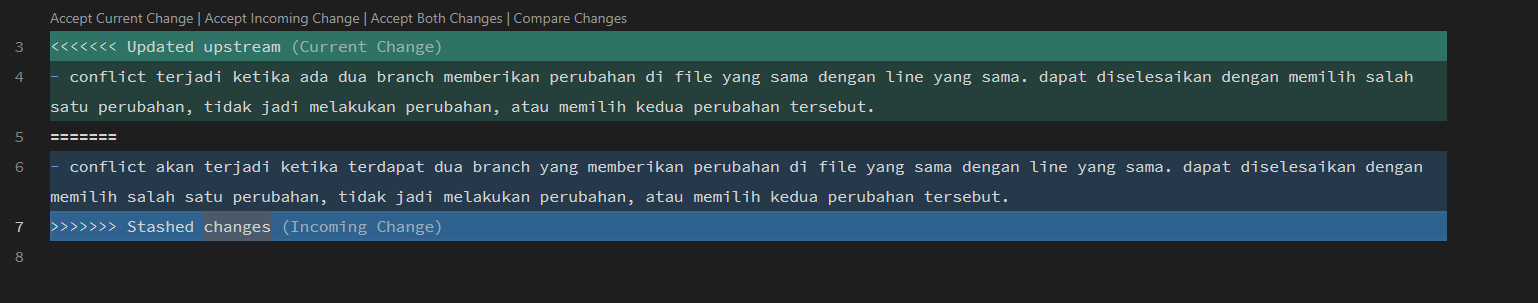 Accept Current Change | Accept Incoming Change | Accept Both Changes | Compare Changes
3 <<<<<<< Updated upstream (Current Change)
4 - conflict terjadi ketika ada dua branch memberikan perubahan di file yang sama dengan line yang sama. dapat diselesaikan dengan memilih salah
satu perubahan, tidak jadi melakukan perubahan, atau memilih kedua perubahan tersebut.
5 =======
6 - conflict akan terjadi ketika terdapat dua branch yang memberikan perubahan di file yang sama dengan line yang sama. dapat diselesaikan dengan
memilih salah satu perubahan, tidak jadi melakukan perubahan, atau memilih kedua perubahan tersebut.
7 >>>>>>> Stashed changes (Incoming Change)
8